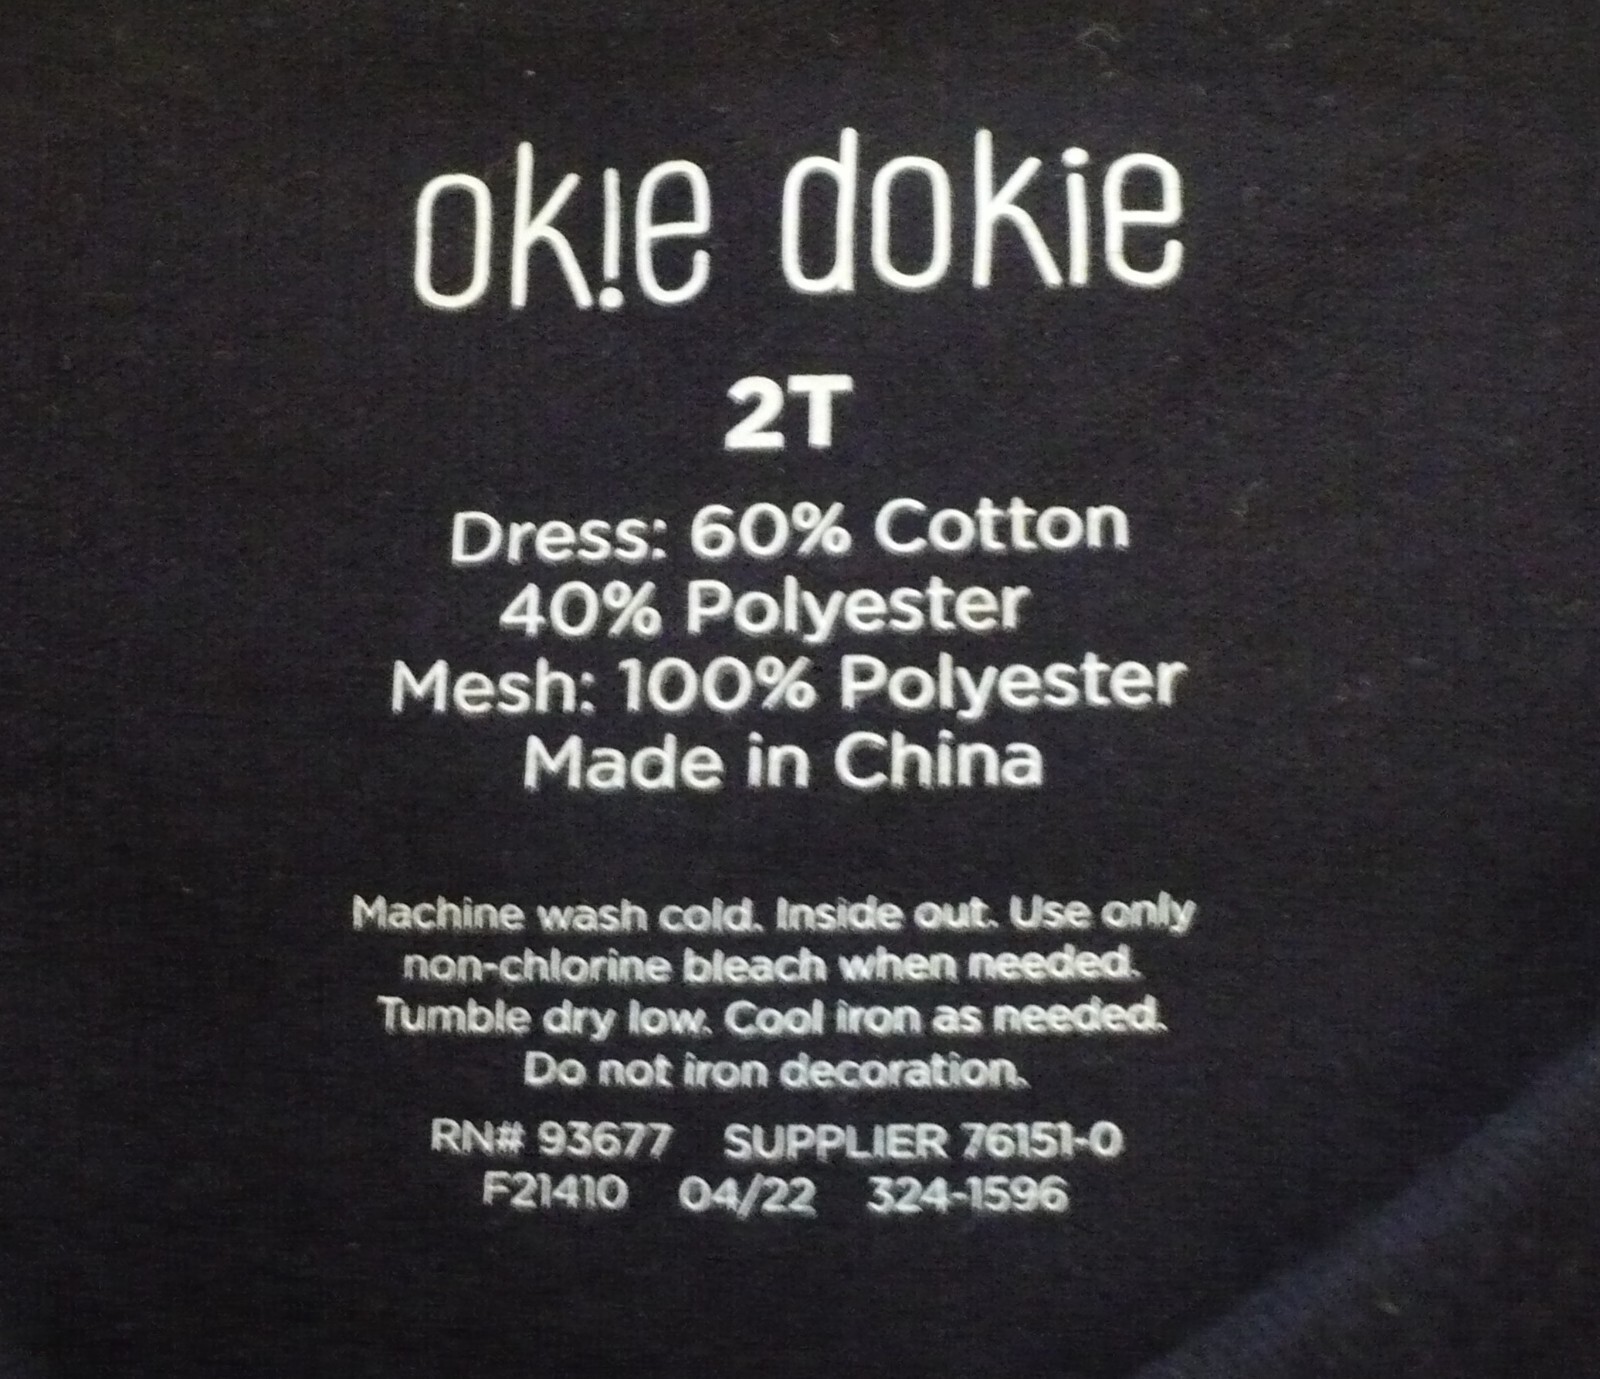 ok!e dokie
2T
Dress: 60% Cotton
40% Polyester
Mesh: 100% Polyester
Made in China
Machine wash cold. Inside out. Use only
non-chlorine bleach when needed.
Tumble dry low. Cool iron as needed.
Do not iron decoration.
RN# 93677 SUPPLIER 76151-0
F21410 04/22 324-1596